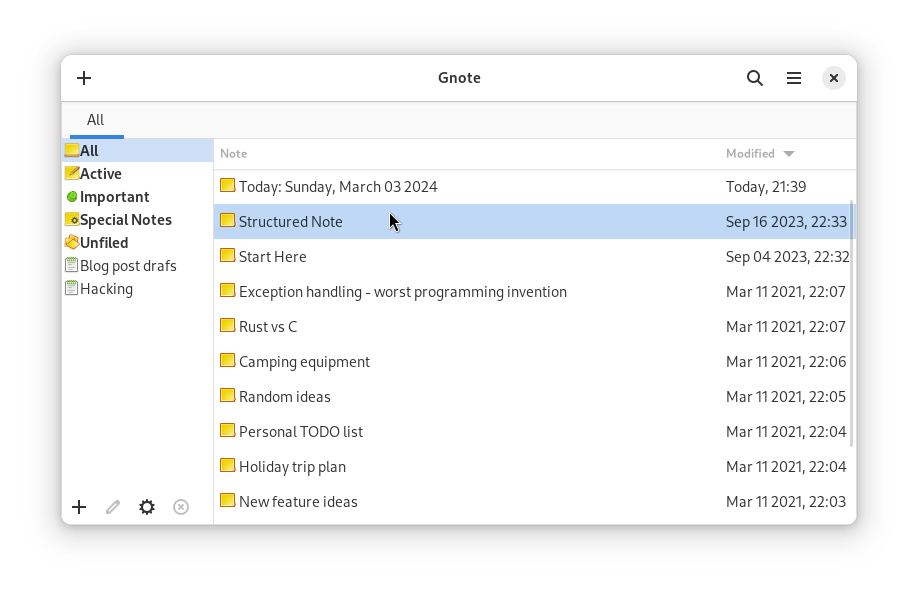 Gnote
All
All
Active
Important
Special Notes
Unfiled
Blog post drafs
Hacking
Note Modified
Today: Sunday, March 03 2024 Today, 21:39
Structured Note Sep 16 2023, 22:33
Start Here Sep 04 2023, 22:32
Exception handling - worst programming invention Mar 11 2021, 22:07
Rust vs C Mar 11 2021, 22:07
Camping equipment Mar 11 2021, 22:06
Random ideas Mar 11 2021, 22:05
Personal TODO list Mar 11 2021, 22:04
Holiday trip plan Mar 11 2021, 22:04
New feature ideas Mar 11 2021, 22:03